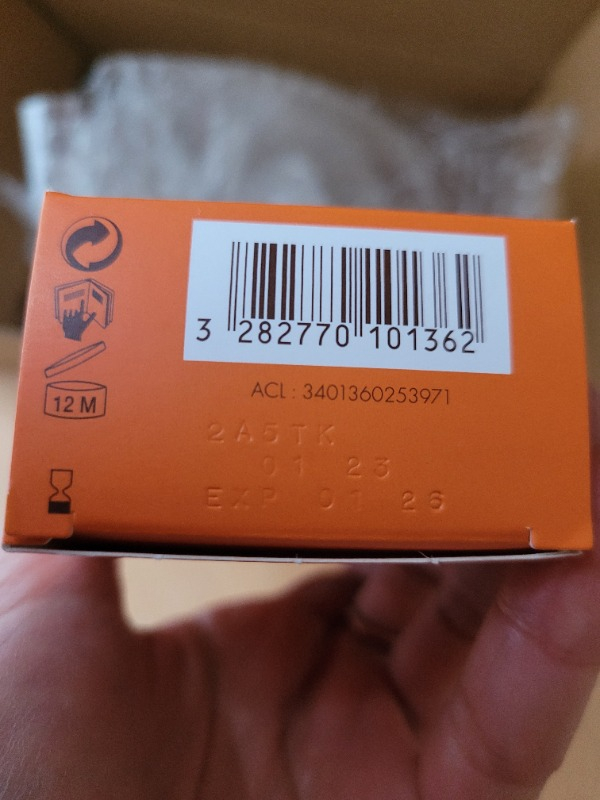 3 282770 101362
ACL : 3401360253971
12 M
2A5TK
01 23
EXP 01 26